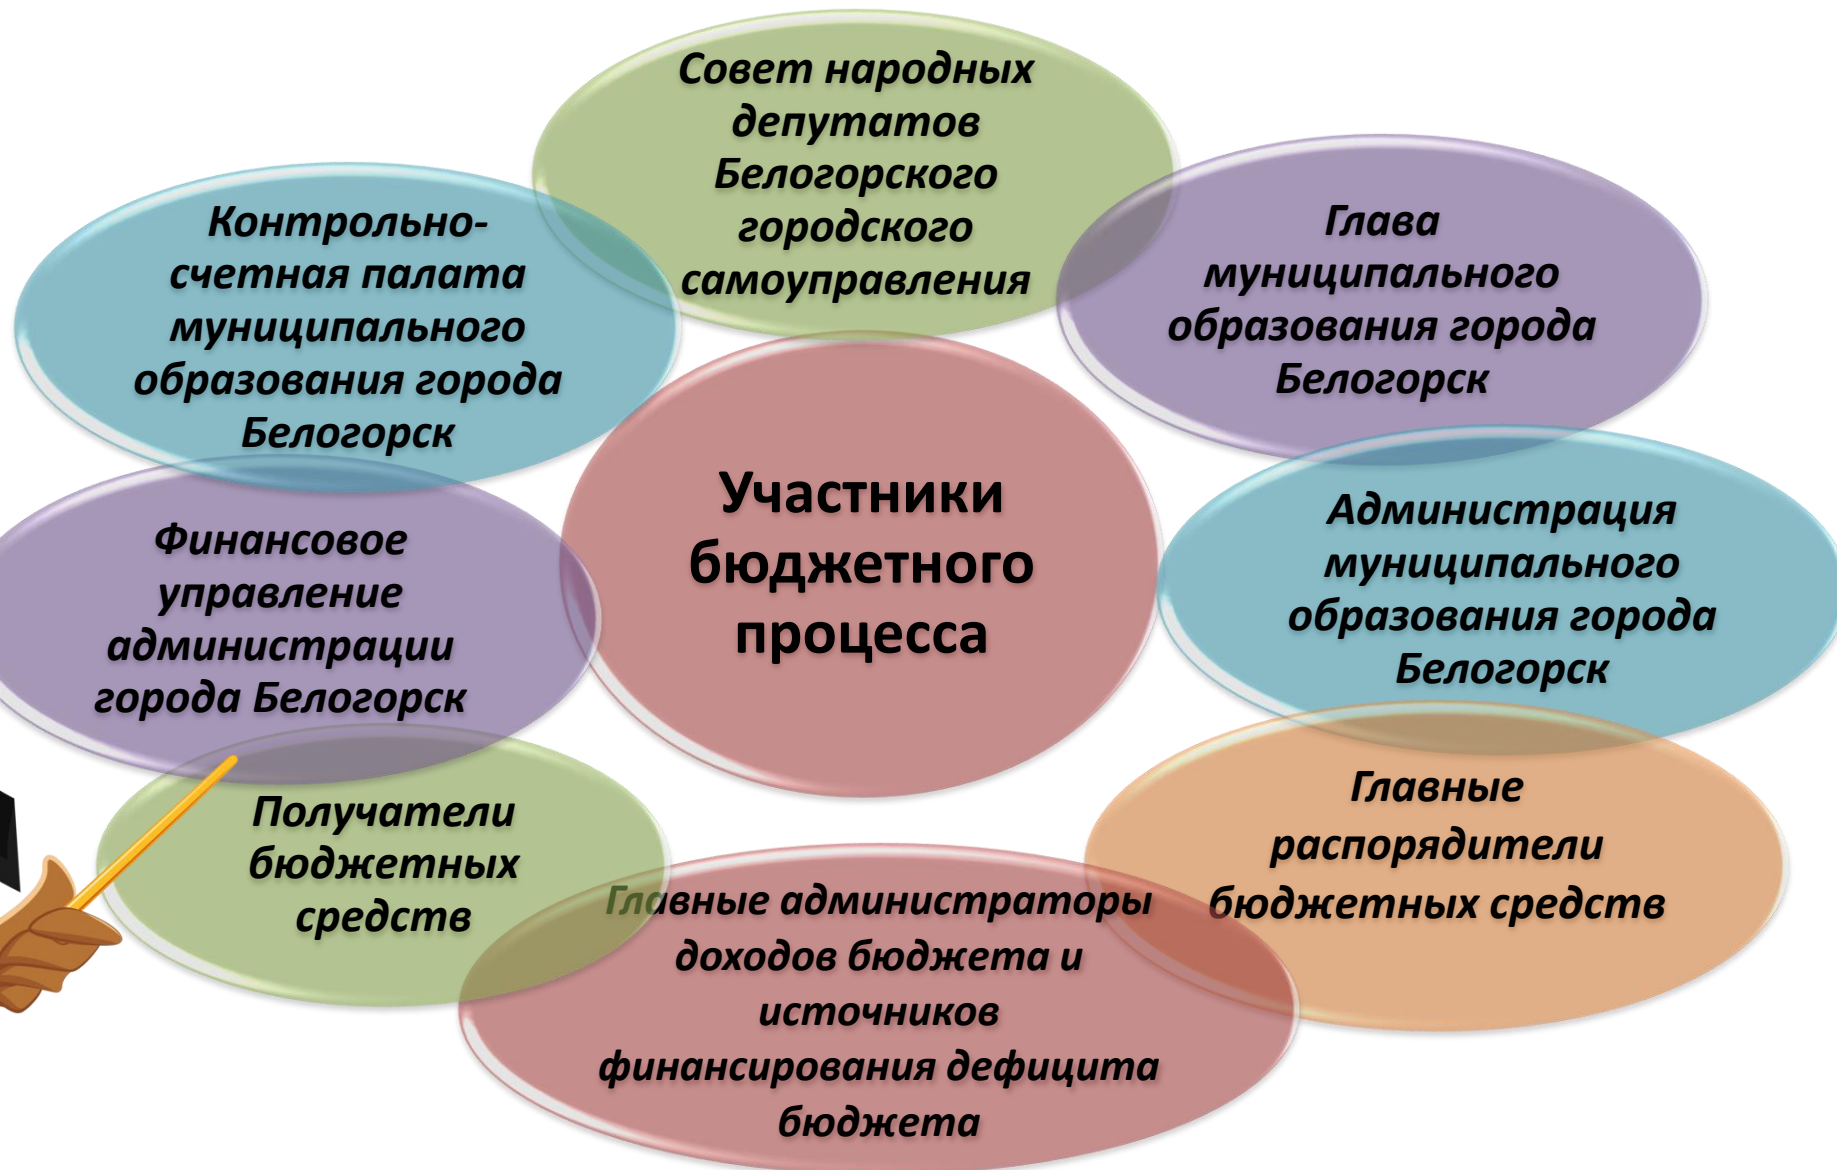 Совет народных
депутатов
Белогорского
городского
самоуправления
Глава
муниципального
образования города
Белогорск
Администрация
муниципального
образования города
Белогорск
Главные
распорядители
бюджетных средств
Главные администраторы
доходов бюджета и
источников
финансирования дефицита
бюджета
Получатели
бюджетных
средств
Финансовое
управление
администрации
города Белогорск
Контрольно-
счетная палата
муниципального
образования города
Белогорск
Участники
бюджетного
процесса